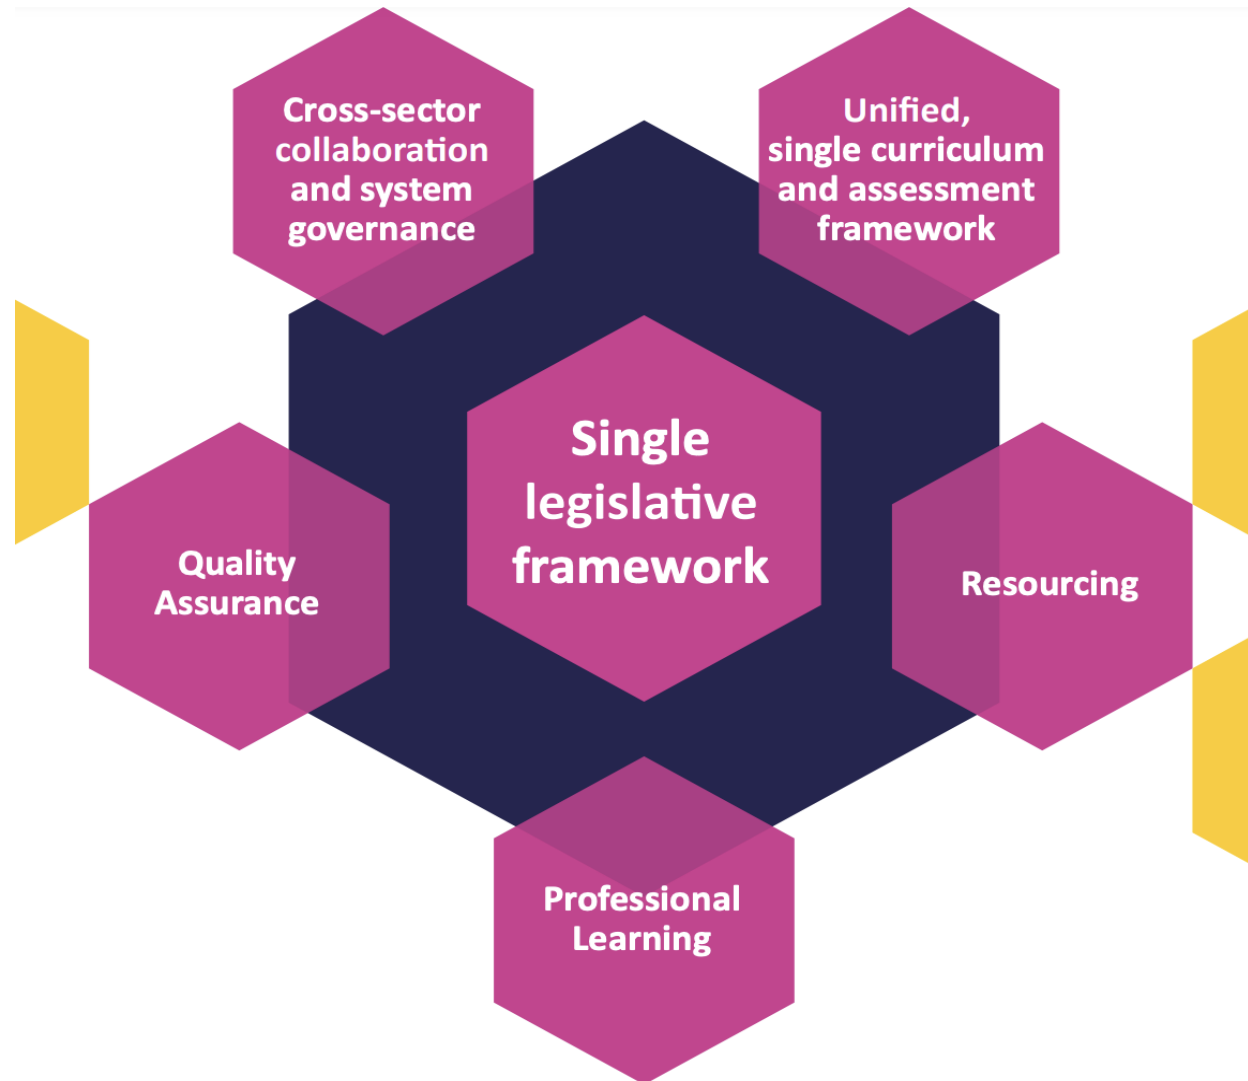 Cross-sector
collaboration
and system
governance
Unified,
single curriculum
and assessment
framework
Single
legislative
framework
Quality
Assurance
Resourcing
Professional
Learning